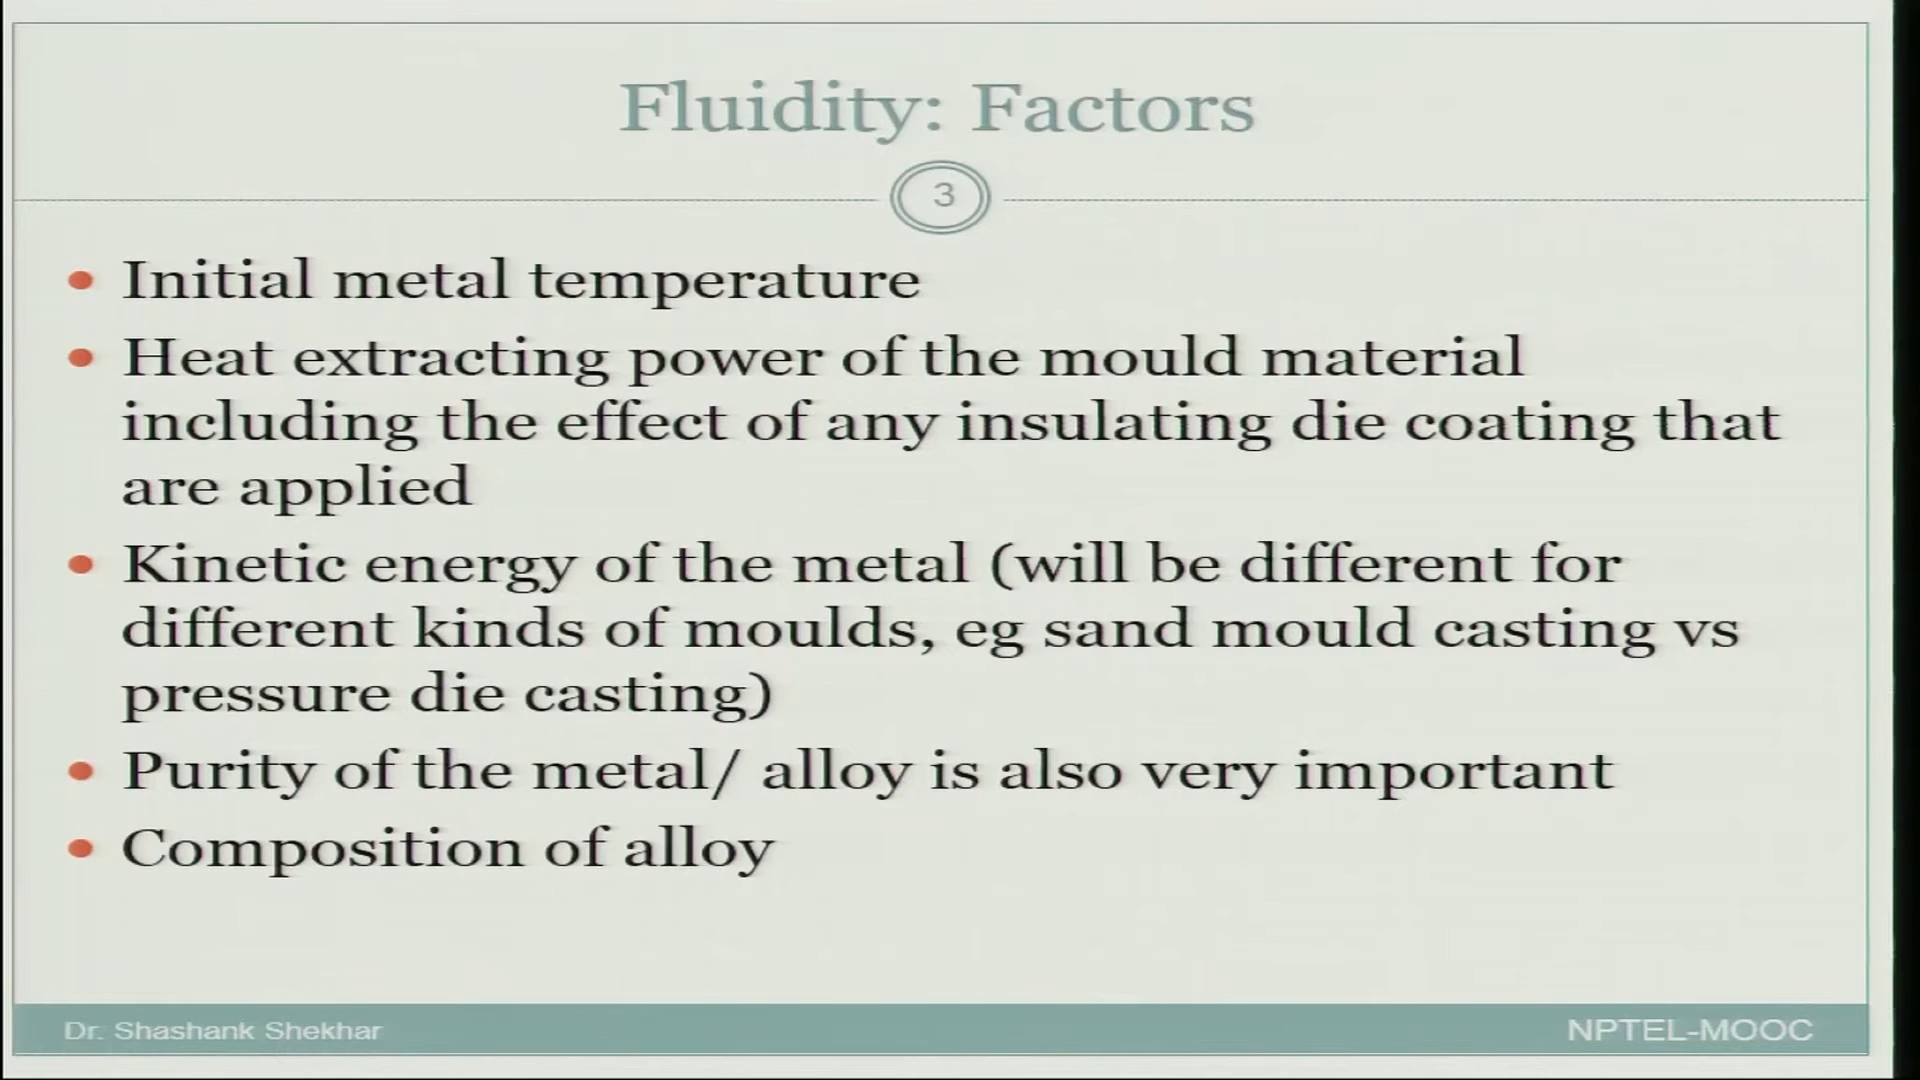 Fluidity: Factors
3
• Initial metal temperature
• Heat extracting power of the mould material
including the effect of any insulating die coating that
are applied
• Kinetic energy of the metal (will be different for
different kinds of moulds, eg sand mould casting vs
pressure die casting)
• Purity of the metal/ alloy is also very important
• Composition of alloy
Dr. Shashank Shekhar
NPTEL-MOOC